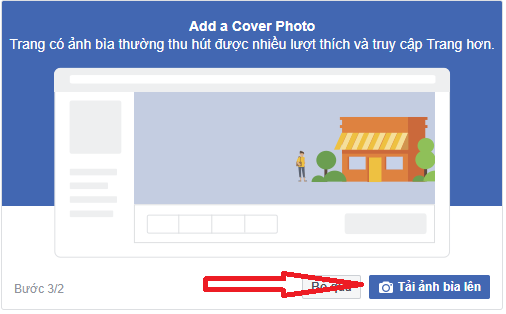 Add a Cover Photo
Trang có ảnh bìa thường thu hút được nhiều lượt thích và truy cập Trang hơn.
Bước 3/2
Bỏ qua
Tải ảnh bìa lên